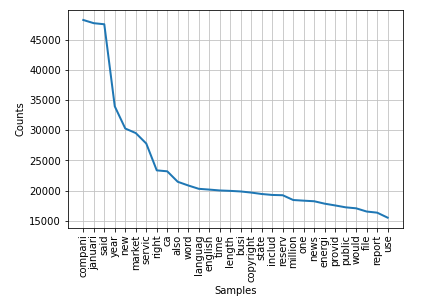 45000
40000
35000
30000
25000
20000
15000
Counts
compani
januari
said
year
new
market
servic
right
ca
also
word
languag
english
time
length
busi
copyright
state
includ
reserv
million
one
news
energi
provid
public
would
file
report
use
Samples